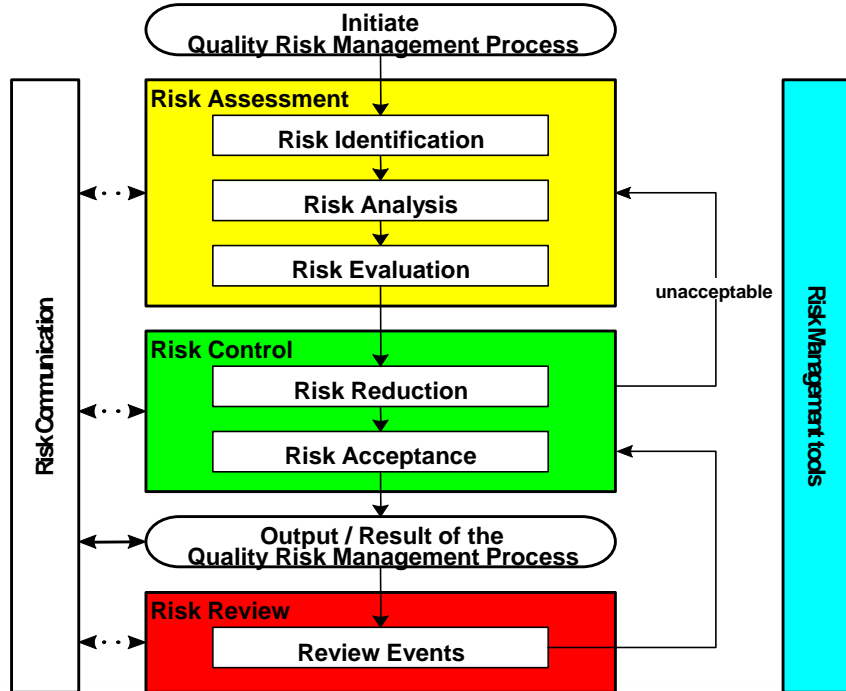 Initiate
Quality Risk Management Process
Risk Assessment
Risk Identification
Risk Analysis
Risk Evaluation
unacceptable
Risk Control
Risk Reduction
Risk Acceptance
Output / Result of the
Quality Risk Management Process
Risk Review
Review Events
Risk Communication
Risk Management tools